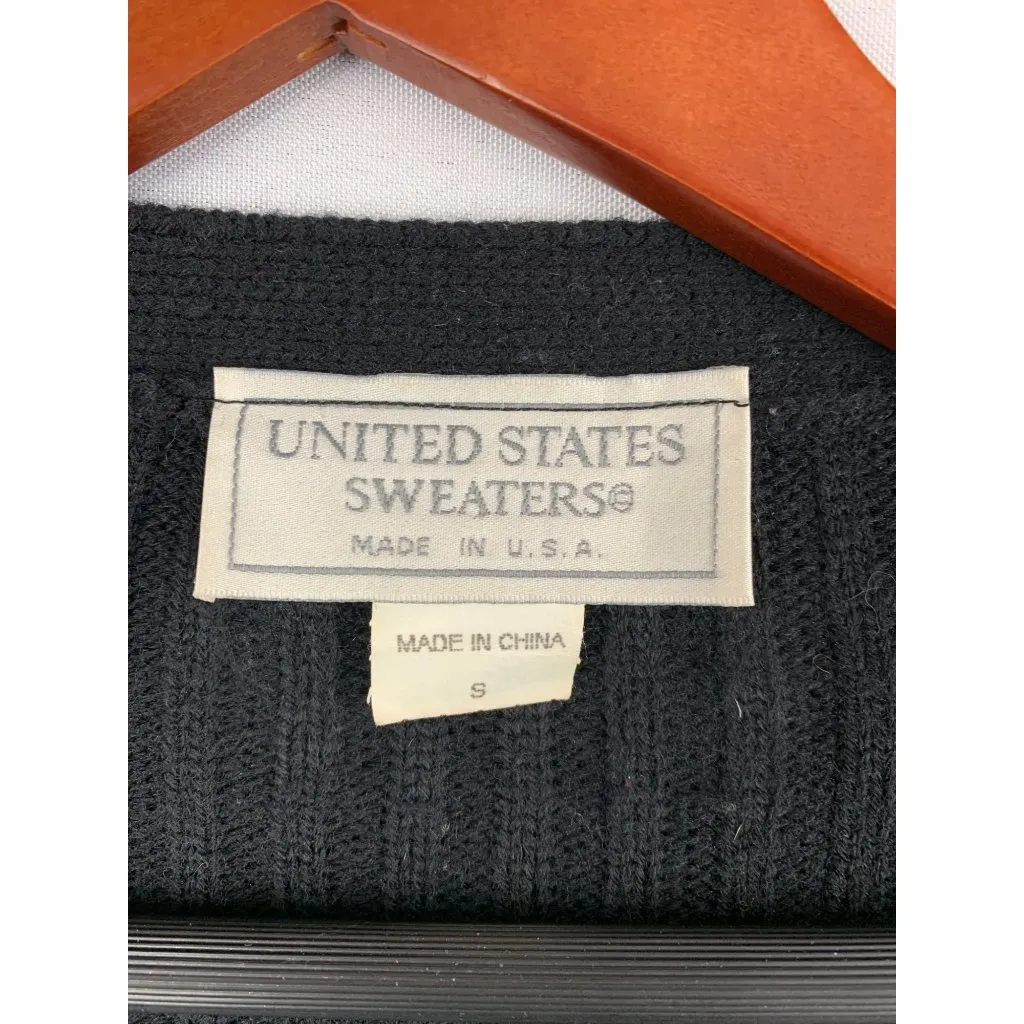 UNITED STATES
SWEATERS®
MADE IN U.S.A.
MADE IN CHINA
S